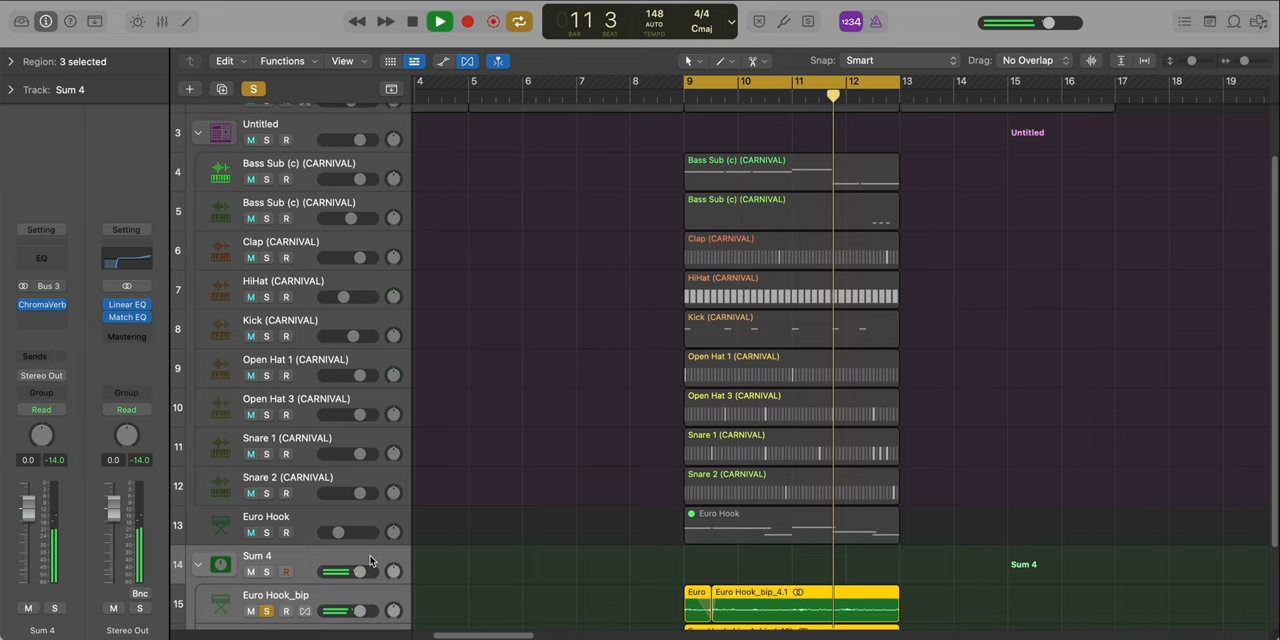 11 3 148 4/4
AUTO Cmaj
BAR BEAT TEMPO
1234
Region: 3 selected
Edit Functions View Snap: Smart Drag: No Overlap
Track: Sum 4
S
4 5 6 7 8 9 10 11 12 13 14 15 16 17 18 19
3 Untitled
M S R
Untitled
4 Bass Sub (c) (CARNIVAL)
M S R
Bass Sub (c) (CARNIVAL)
5 Bass Sub (c) (CARNIVAL)
M S R
Bass Sub (c) (CARNIVAL)
6 Clap (CARNIVAL)
M S R
Clap (CARNIVAL)
7 HiHat (CARNIVAL)
M S R
HiHat (CARNIVAL)
8 Kick (CARNIVAL)
M S R
Kick (CARNIVAL)
9 Open Hat 1 (CARNIVAL)
M S R
Open Hat 1 (CARNIVAL)
10 Open Hat 3 (CARNIVAL)
M S R
Open Hat 3 (CARNIVAL)
11 Snare 1 (CARNIVAL)
M S R
Snare 1 (CARNIVAL)
12 Snare 2 (CARNIVAL)
M S R
Snare 2 (CARNIVAL)
13 Euro Hook
M S R
Euro Hook
14 Sum 4
M S R
Sum 4
15 Euro Hook_bip
M S R
Euro Euro Hook_bip_4.1
Setting Setting
EQ
Bus 3
ChromaVerb Linear EQ
Match EQ
Mastering
Sends
Stereo Out
Group Group
Read Read
0.0 -14.0 0.0 -14.0
Bnc
M S M S
Sum 4 Stereo Out